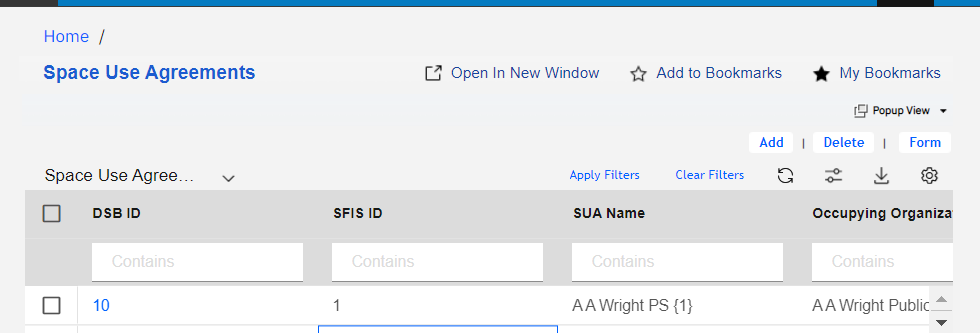 Home /
Space Use Agreements Open In New Window Add to Bookmarks My Bookmarks
Popup View
Add | Delete | Form
Space Use Agree... Apply Filters Clear Filters
DSB ID SFIS ID SUA Name Occupying Organiza
Contains Contains Contains Contains
10 1 A A Wright PS {1} A A Wright Public